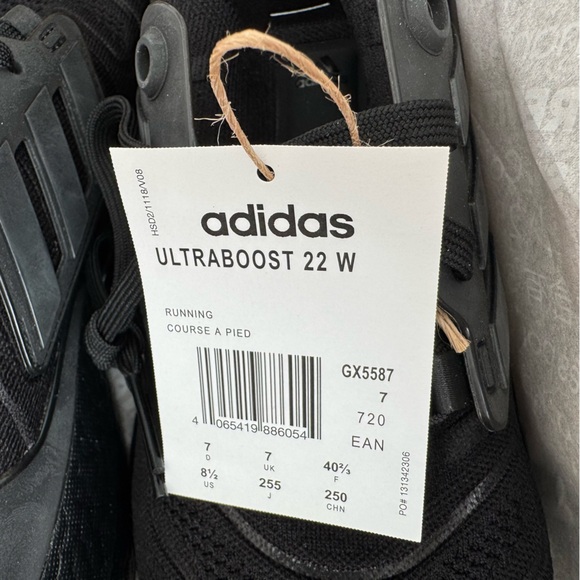 HSD2/1118/V08
adidas
ULTRABOOST 22 W
RUNNING
COURSE A PIED
GX5587
7
720
EAN
4 065419 886054
7 7 40⅔
D UK F
8½ 255 250
US J CHN
PO# 131342306